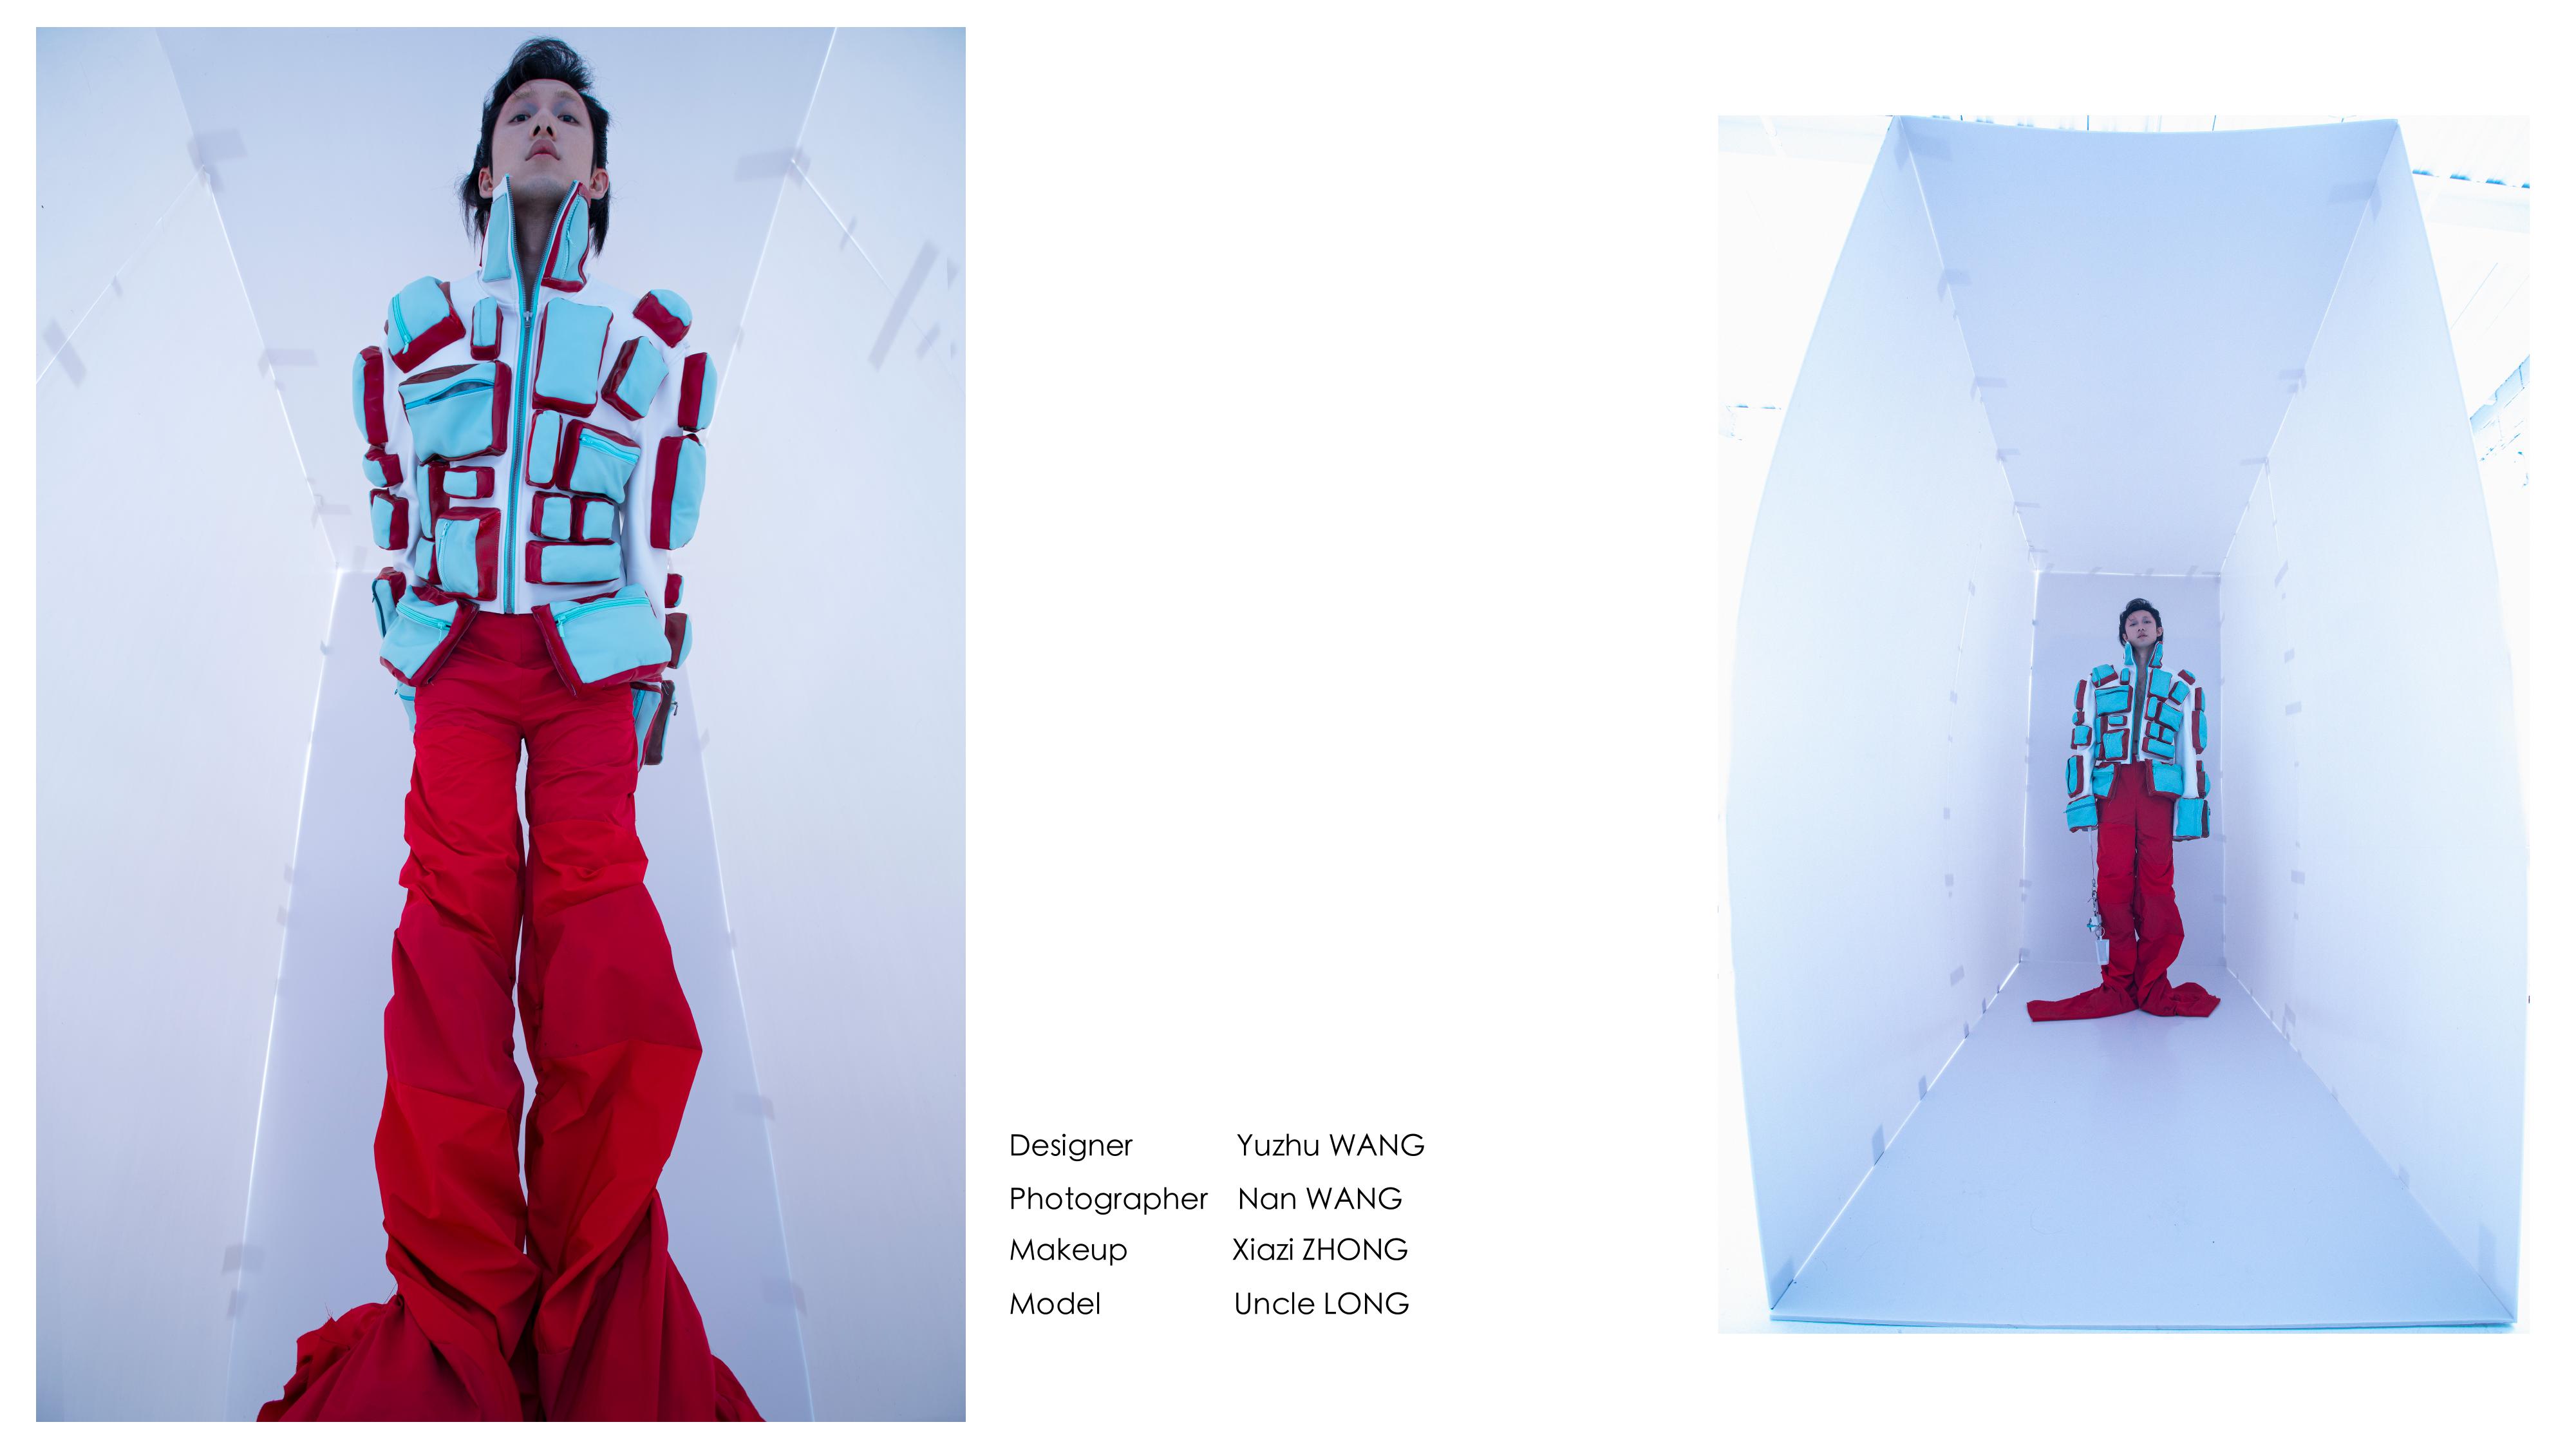 Designer Yuzhu WANG
Photographer Nan WANG
Makeup Xiazi ZHONG
Model Uncle LONG